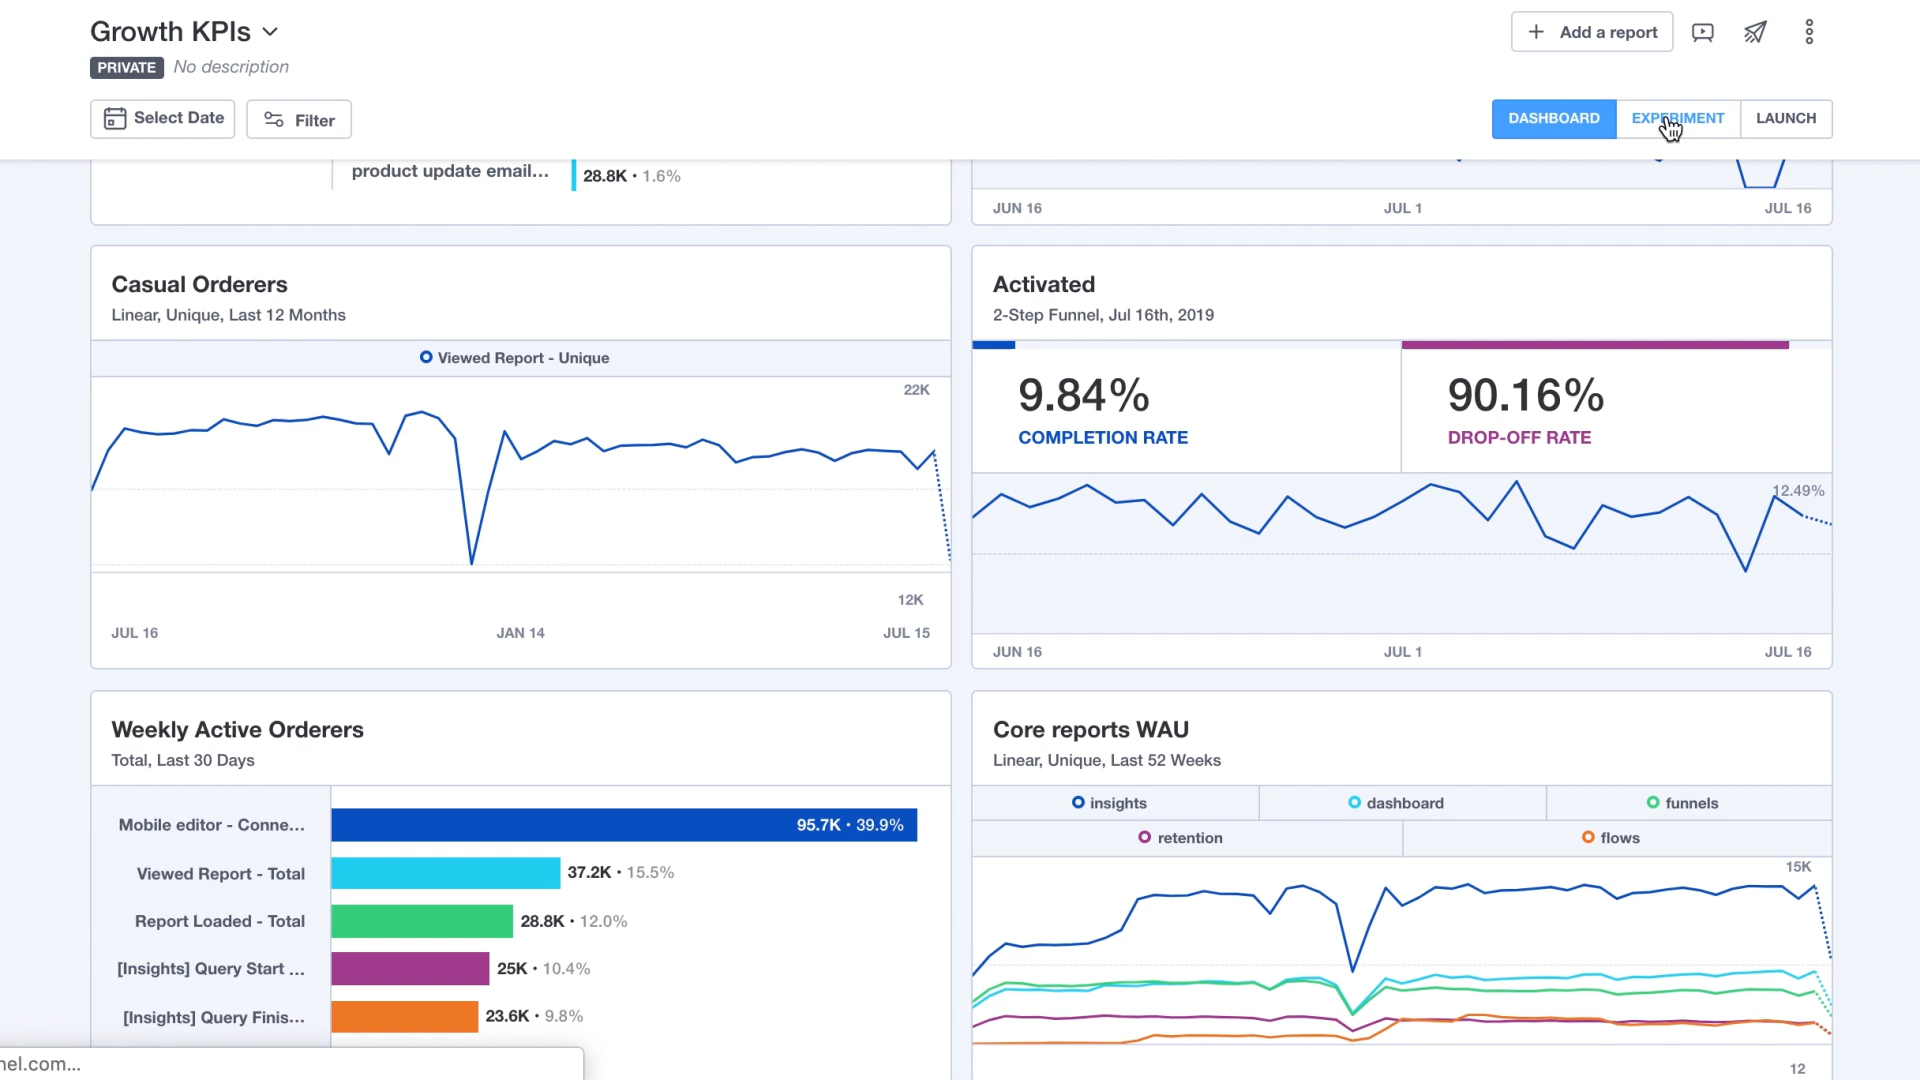 Growth KPIs
Add a report
PRIVATE No description
Select Date
Filter
DASHBOARD
EXPERIMENT
LAUNCH
product update email...
28.8K • 1.6%
JUN 16
JUL 1
JUL 16
Casual Orderers
Linear, Unique, Last 12 Months
Viewed Report - Unique
22K
12K
JUL 16
JAN 14
JUL 15
Activated
2-Step Funnel, Jul 16th, 2019
9.84%
COMPLETION RATE
90.16%
DROP-OFF RATE
12.49%
JUN 16
JUL 1
JUL 16
Weekly Active Orderers
Total, Last 30 Days
Mobile editor - Conne...
95.7K • 39.9%
Viewed Report - Total
37.2K • 15.5%
Report Loaded - Total
28.8K • 12.0%
[Insights] Query Start ...
25K • 10.4%
[Insights] Query Finis...
23.6K • 9.8%
Core reports WAU
Linear, Unique, Last 52 Weeks
insights
dashboard
funnels
retention
flows
15K
12
nel.com...